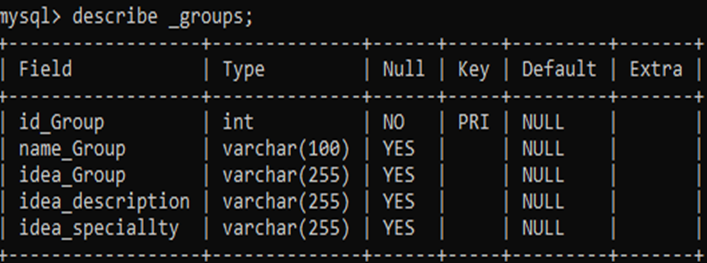 mysql> describe _groups;
+------------------+--------------+------+-----+---------+-------+
| Field            | Type         | Null | Key | Default | Extra |
+------------------+--------------+------+-----+---------+-------+
| id_Group         | int          | NO   | PRI | NULL    |       |
| name_Group       | varchar(100) | YES  |     | NULL    |       |
| idea_Group       | varchar(255) | YES  |     | NULL    |       |
| idea_description | varchar(255) | YES  |     | NULL    |       |
| idea_speciallty  | varchar(255) | YES  |     | NULL    |       |
+------------------+--------------+------+-----+---------+-------+